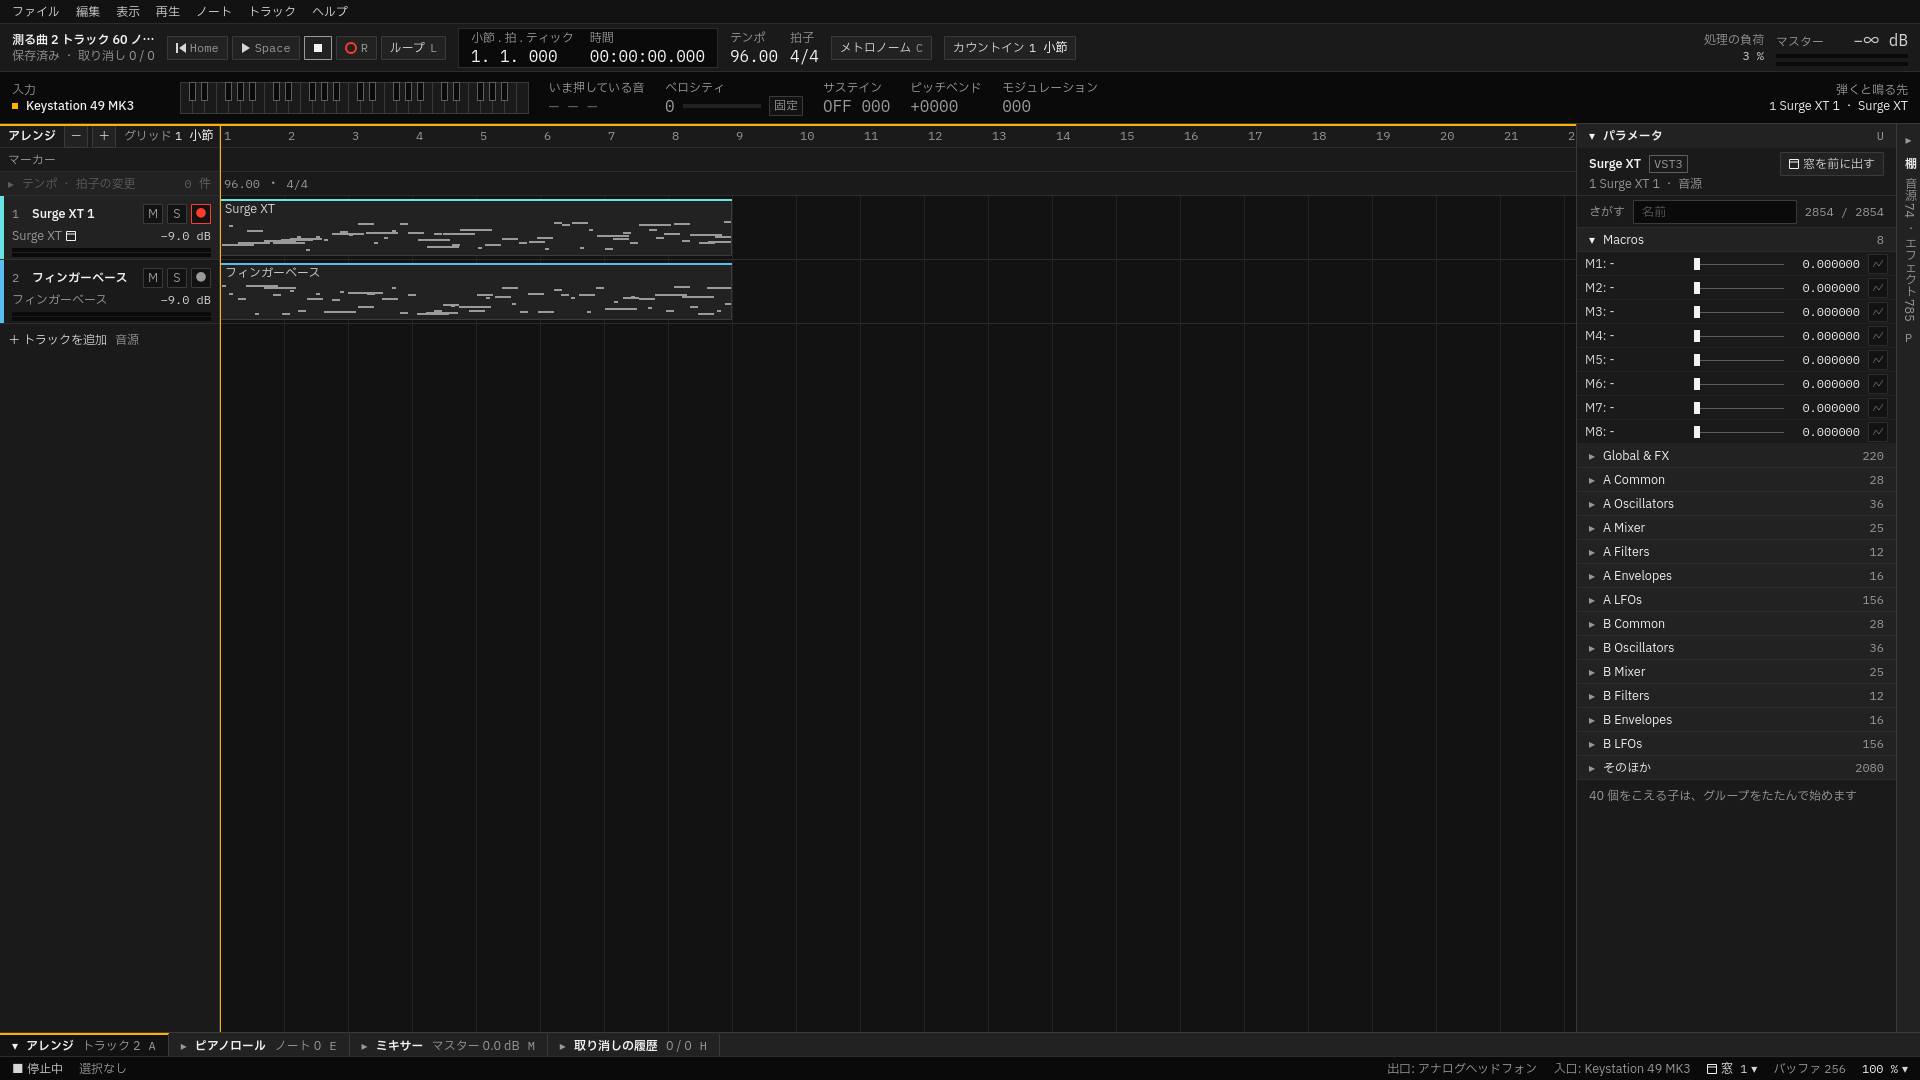 ファイル 編集 表示 再生 ノート トラック ヘルプ
測る曲 2 トラック 60 ノ…
保存済み · 取り消し 0 / 0
Home Space R ループ L
小節 . 拍 . ティック 時間
1. 1. 000 00:00:00.000
テンポ 拍子
96.00 4/4
メトロノーム C
カウントイン 1 小節
処理の負荷
3 %
マスター −∞ dB
入力
Keystation 49 MK3
いま押している音
— — —
ベロシティ
0 固定
サステイン
OFF 000
ピッチベンド
+0000
モジュレーション
000
弾くと鳴る先
1 Surge XT 1 · Surge XT
アレンジ − + グリッド 1 小節
1 2 3 4 5 6 7 8 9 10 11 12 13 14 15 16 17 18 19 20 21 2
マーカー
▸ テンポ · 拍子の変更 0 件
96.00 · 4/4
1 Surge XT 1 M S
Surge XT −9.0 dB
Surge XT
2 フィンガーベース M S
フィンガーベース −9.0 dB
フィンガーベース
+ トラックを追加 音源
▾ パラメータ U
Surge XT VST3 窓を前に出す
1 Surge XT 1 · 音源
さがす 名前 2854 / 2854
▾ Macros 8
M1: - 0.000000
M2: - 0.000000
M3: - 0.000000
M4: - 0.000000
M5: - 0.000000
M6: - 0.000000
M7: - 0.000000
M8: - 0.000000
▸ Global & FX 220
▸ A Common 28
▸ A Oscillators 36
▸ A Mixer 25
▸ A Filters 12
▸ A Envelopes 16
▸ A LFOs 156
▸ B Common 28
▸ B Oscillators 36
▸ B Mixer 25
▸ B Filters 12
▸ B Envelopes 16
▸ B LFOs 156
▸ そのほか 2080
40 個をこえる子は、グループをたたんで始めます
▸ 棚 音源 74 · エフェクト 785 P
▾ アレンジ トラック 2 A
▸ ピアノロール ノート 0 E
▸ ミキサー マスター 0.0 dB M
▸ 取り消しの履歴 0 / 0 H
■ 停止中 選択なし
出口: アナログヘッドフォン 入口: Keystation 49 MK3 窓 1 ▾ バッファ 256 100 % ▾